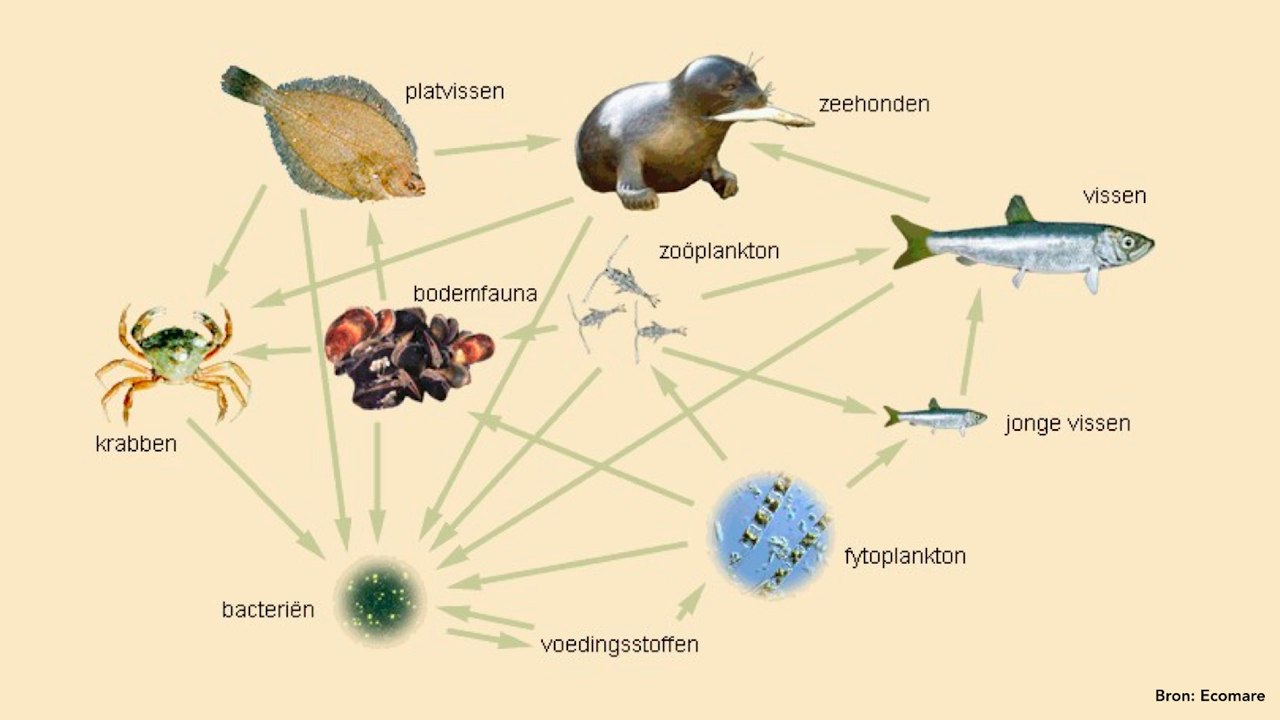 platvissen
zeehonden
vissen
zoöplankton
bodemfauna
krabben
jonge vissen
fytoplankton
bacteriën
voedingsstoffen
Bron: Ecomare